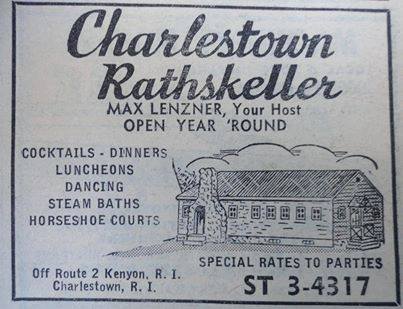 Charlestown
Rathskeller
MAX LENZNER, Your Host
OPEN YEAR 'ROUND
COCKTAILS - DINNERS
LUNCHEONS
DANCING
STEAM BATHS
HORSESHOE COURTS
SPECIAL RATES TO PARTIES
Off Route 2 Kenyon, R. I.
Charlestown, R. I.
ST 3-4317